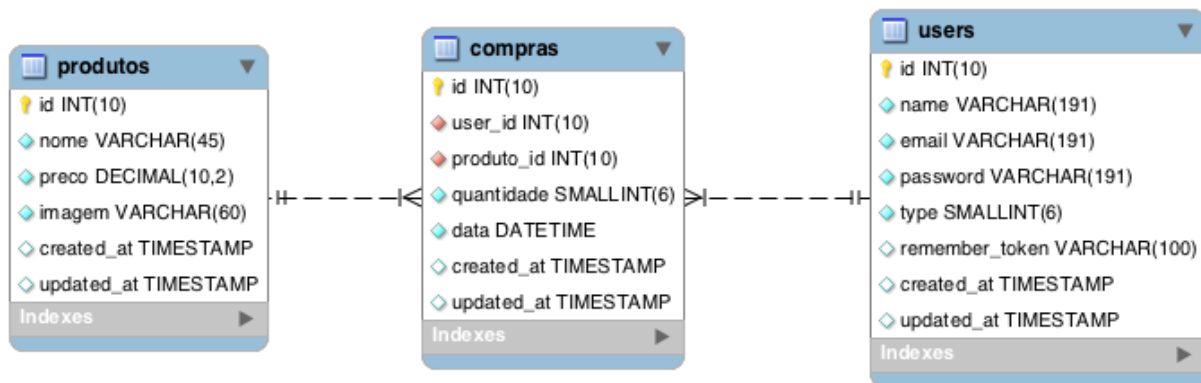 produtos
id INT(10)
nome VARCHAR(45)
preco DECIMAL(10,2)
imagem VARCHAR(60)
created_at TIMESTAMP
updated_at TIMESTAMP
Indexes
compras
id INT(10)
user_id INT(10)
produto_id INT(10)
quantidade SMALLINT(6)
data DATETIME
created_at TIMESTAMP
updated_at TIMESTAMP
Indexes
users
id INT(10)
name VARCHAR(191)
email VARCHAR(191)
password VARCHAR(191)
type SMALLINT(6)
remember_token VARCHAR(100)
created_at TIMESTAMP
updated_at TIMESTAMP
Indexes